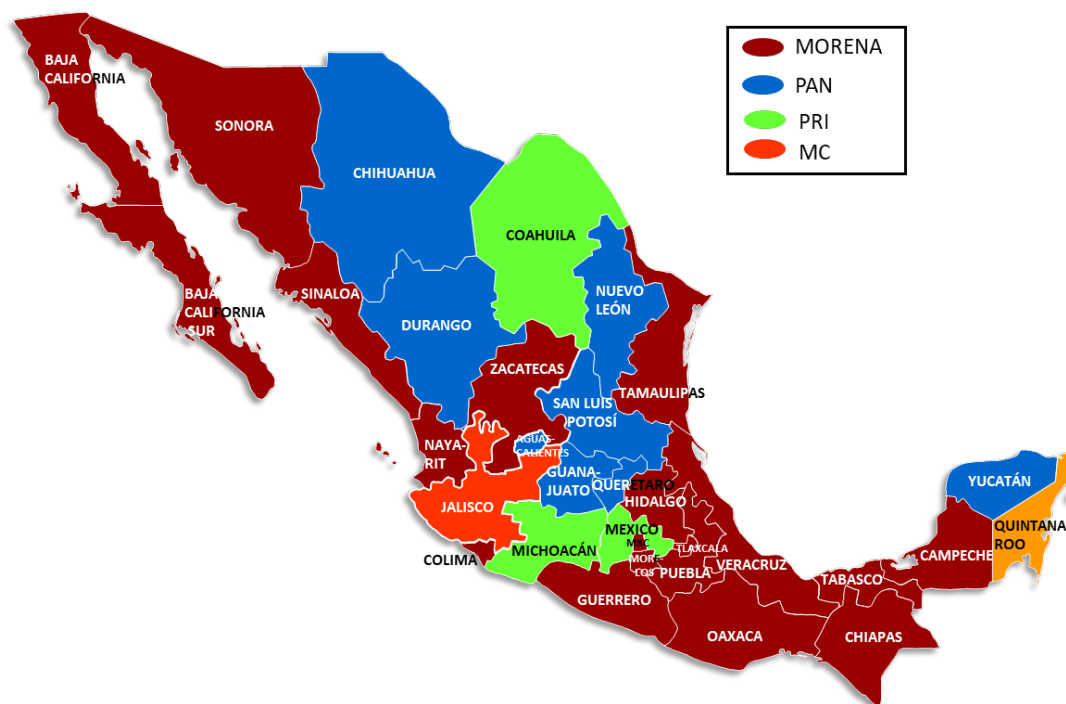 MORENA
PAN
PRI
MC
BAJA
CALIFORNIA
SONORA
CHIHUAHUA
COAHUILA
BAJA
CALIFORNIA
SUR
SINALOA
DURANGO
NUEVO
LEÓN
ZACATECAS
TAMAULIPAS
SAN LUIS
POTOSÍ
NAYA-
RIT
AGUAS-
CALIENTES
GUANA-
JUATO
QUERETARO
HIDALGO
JALISCO
COLIMA
MICHOACÁN
MEXICO
MXC
MOR-
LOS
TLAXCALA
PUEBLA
VERACRUZ
GUERRERO
OAXACA
TABASCO
CHIAPAS
CAMPECHE
YUCATÁN
QUINTANA
ROO